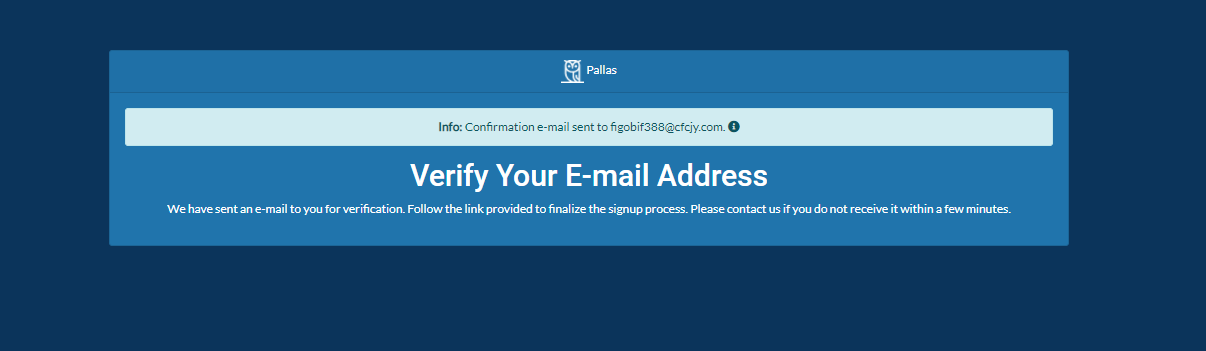 Pallas
Info: Confirmation e-mail sent to figobif388@cfcjy.com.
Verify Your E-mail Address
We have sent an e-mail to you for verification. Follow the link provided to finalize the signup process. Please contact us if you do not receive it within a few minutes.